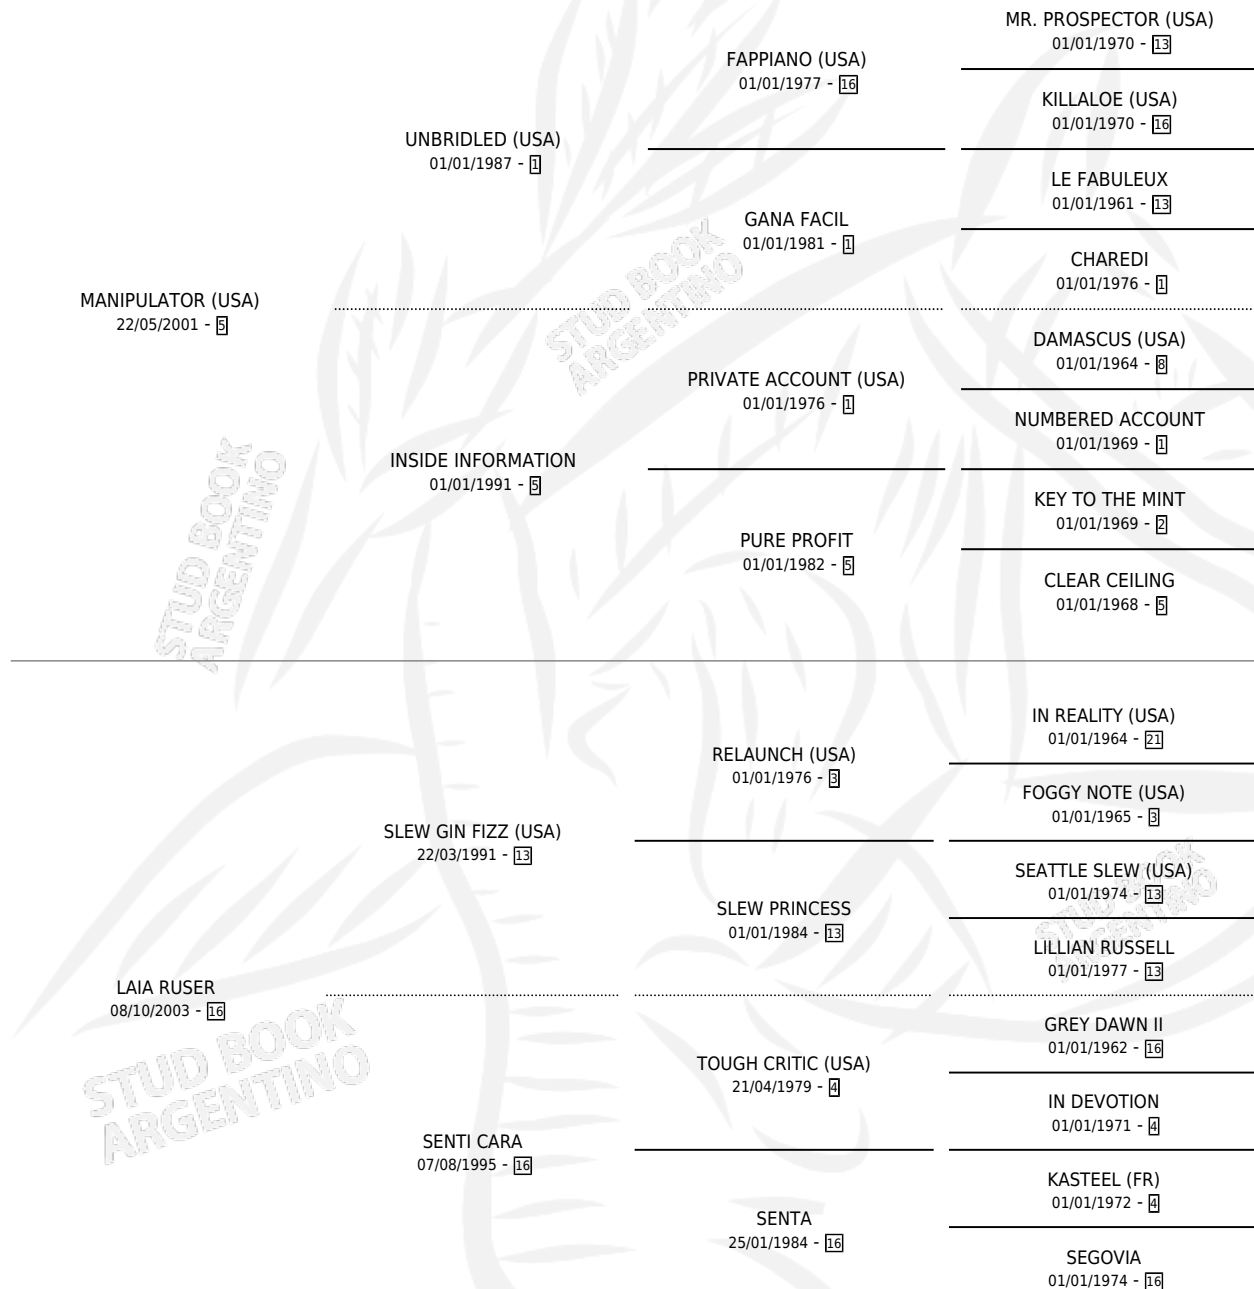 MR. PROSPECTOR (USA)
01/01/1970 - 13
FAPPIANO (USA)
01/01/1977 - 16
KILLALOE (USA)
01/01/1970 - 16
UNBRIDLED (USA)
01/01/1987 - 1
LE FABULEUX
01/01/1961 - 13
GANA FACIL
01/01/1981 - 1
CHAREDI
01/01/1976 - 1
MANIPULATOR (USA)
22/05/2001 - 5
DAMASCUS (USA)
01/01/1964 - 8
PRIVATE ACCOUNT (USA)
01/01/1976 - 1
NUMBERED ACCOUNT
01/01/1969 - 1
INSIDE INFORMATION
01/01/1991 - 5
KEY TO THE MINT
01/01/1969 - 2
PURE PROFIT
01/01/1982 - 5
CLEAR CEILING
01/01/1968 - 5
IN REALITY (USA)
01/01/1964 - 21
RELAUNCH (USA)
01/01/1976 - 3
FOGGY NOTE (USA)
01/01/1965 - 3
SLEW GIN FIZZ (USA)
22/03/1991 - 13
SEATTLE SLEW (USA)
01/01/1974 - 13
SLEW PRINCESS
01/01/1984 - 13
LILLIAN RUSSELL
01/01/1977 - 13
LAIA RUSER
08/10/2003 - 16
GREY DAWN II
01/01/1962 - 16
TOUGH CRITIC (USA)
21/04/1979 - 4
IN DEVOTION
01/01/1971 - 4
SENTI CARA
07/08/1995 - 16
KASTEEL (FR)
01/01/1972 - 4
SENTA
25/01/1984 - 16
SEGOVIA
01/01/1974 - 16
STUD BOOK
ARGENTINO
STUD BOOK
ARGENTINO
STUD BOOK
ARGENTINO
STUD BOOK
ARGENTINO